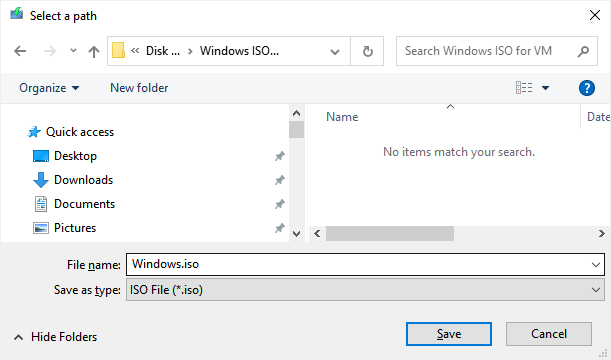 Select a path
« Disk ... > Windows ISO...
Search Windows ISO for VM
Organize
New folder
?
Quick access
Desktop
Downloads
Documents
Pictures
Name
Date
No items match your search.
File name: Windows.iso
Save as type: ISO File (*.iso)
Hide Folders
Save
Cancel